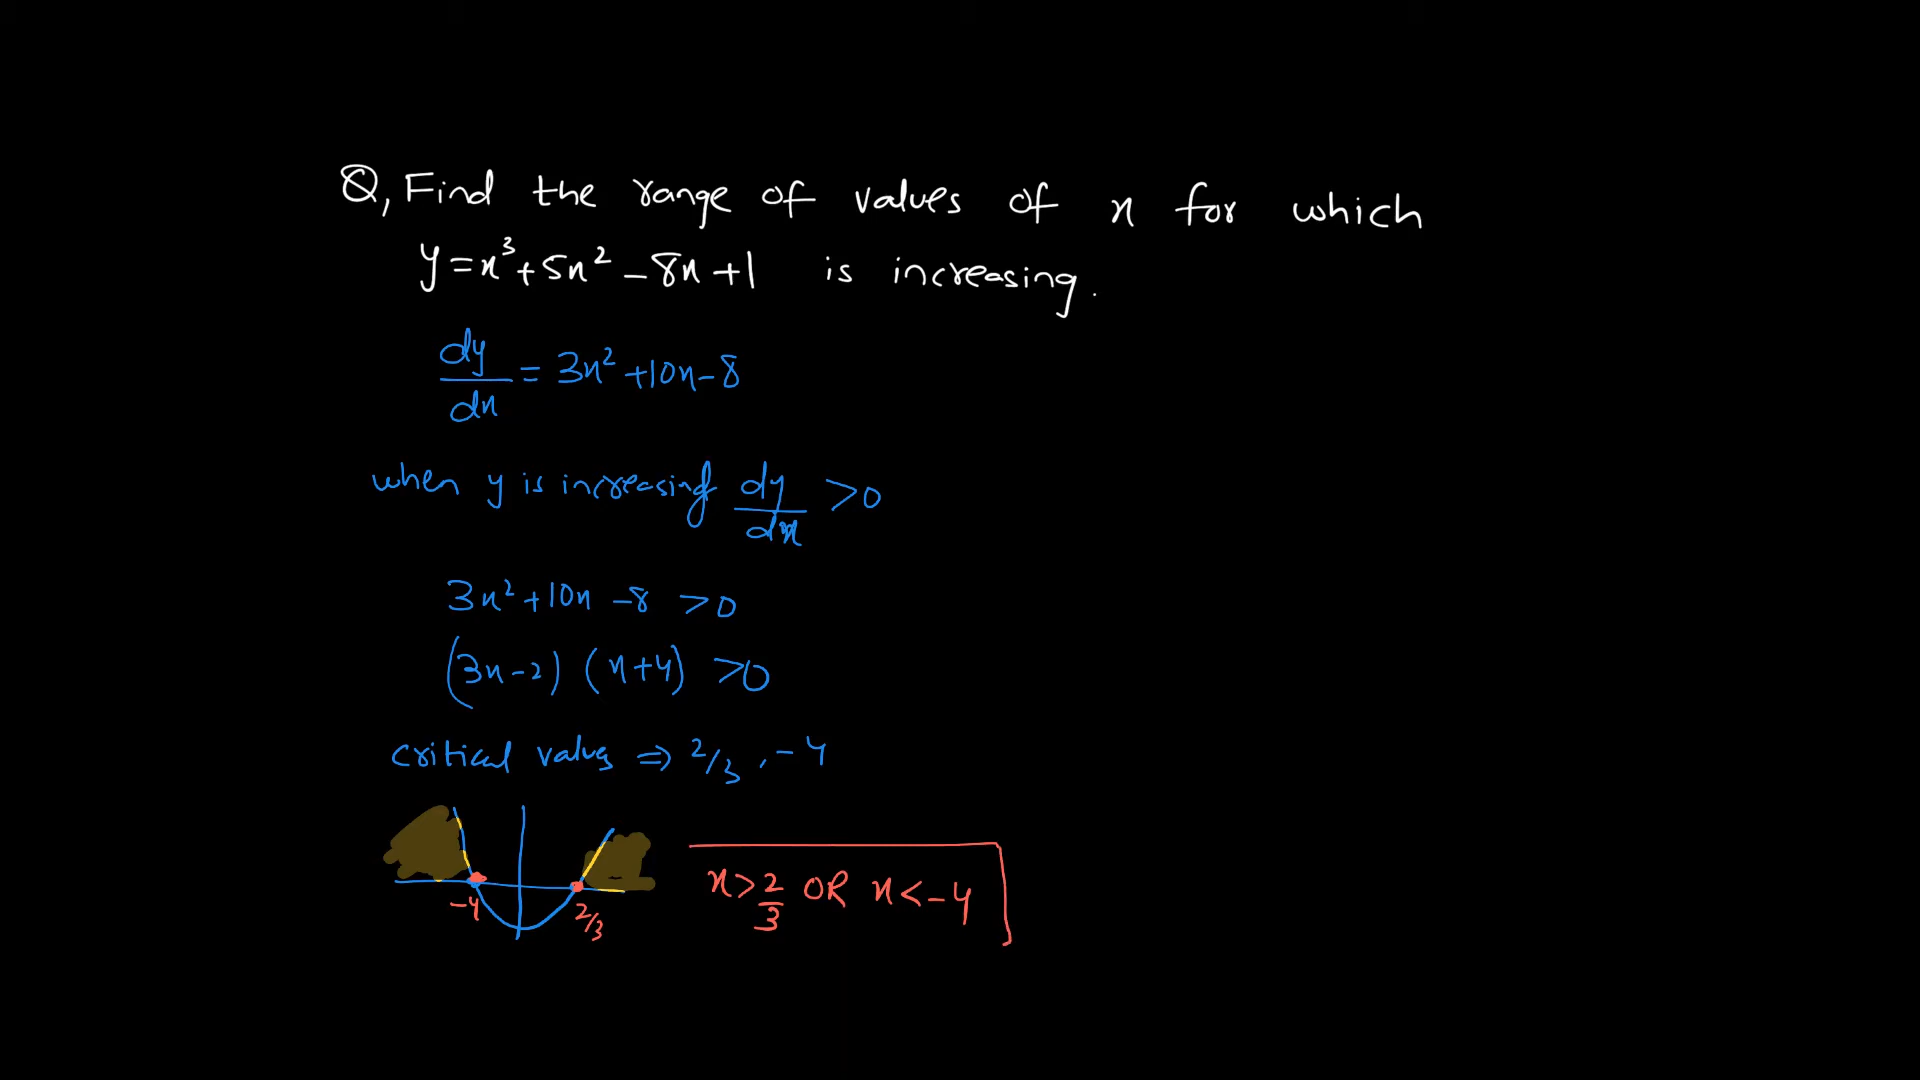 Q, Find the range of values of x for which
y = x³ + 5x² - 8x + 1 is increasing.
dy/dx = 3x² + 10x - 8
when y is increasing dy/dx > 0
3x² + 10x - 8 > 0
(3x - 2) (x + 4) > 0
critical values ⇒ 2/3, -4
-4 2/3
x > 2/3 OR x < -4